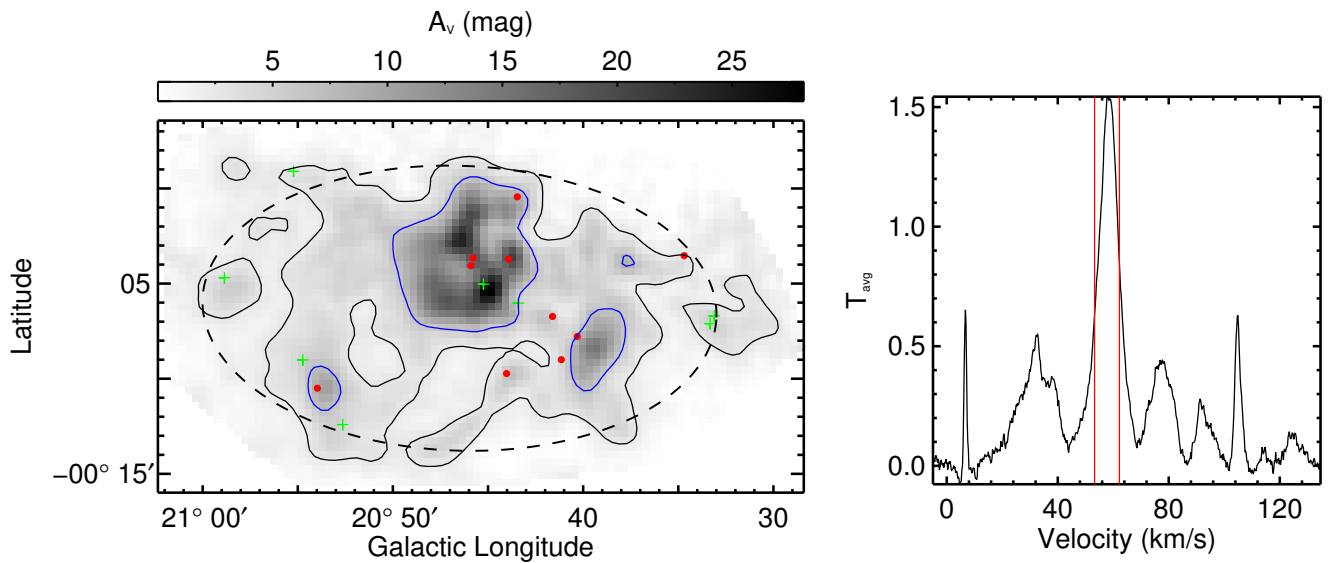 A_v (mag)
5 10 15 20 25
Latitude
05
−00° 15′
21° 00′ 20° 50′ 40 30
Galactic Longitude
T_avg
1.5
1.0
0.5
0.0
0 40 80 120
Velocity (km/s)